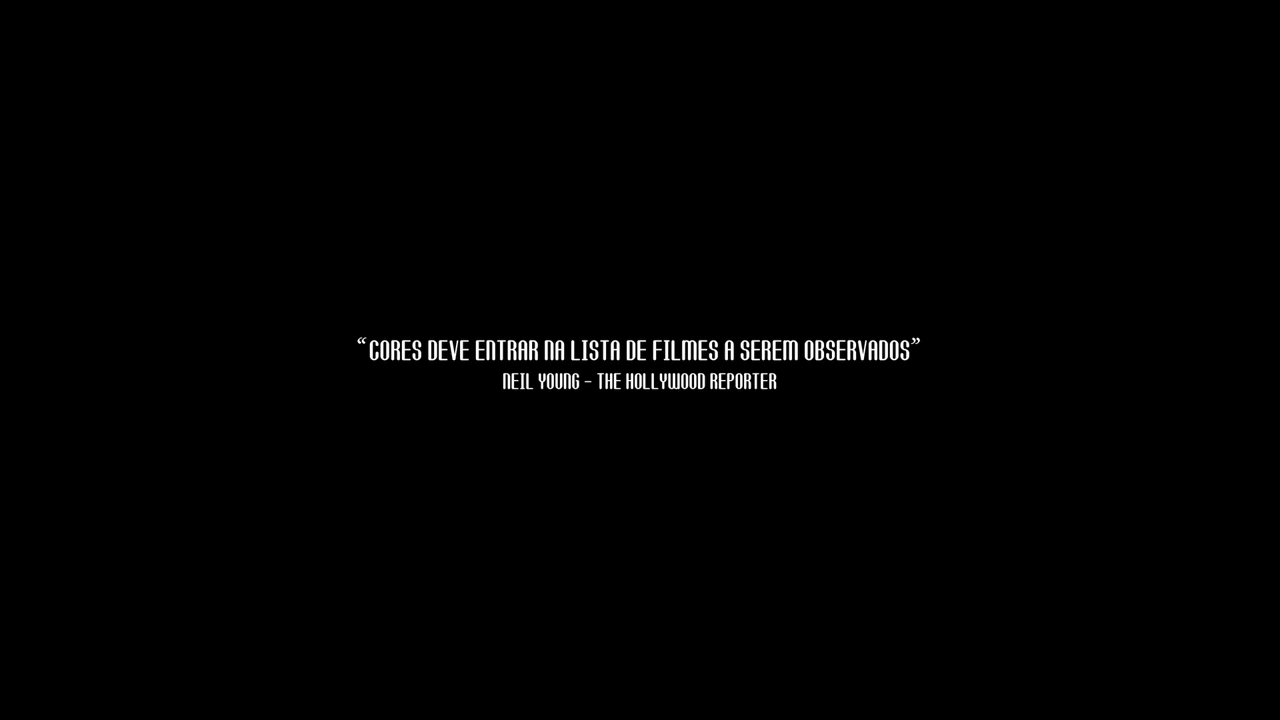 “CORES DEVE ENTRAR NA LISTA DE FILMES A SEREM OBSERVADOS”
NEIL YOUNG - THE HOLLYWOOD REPORTER